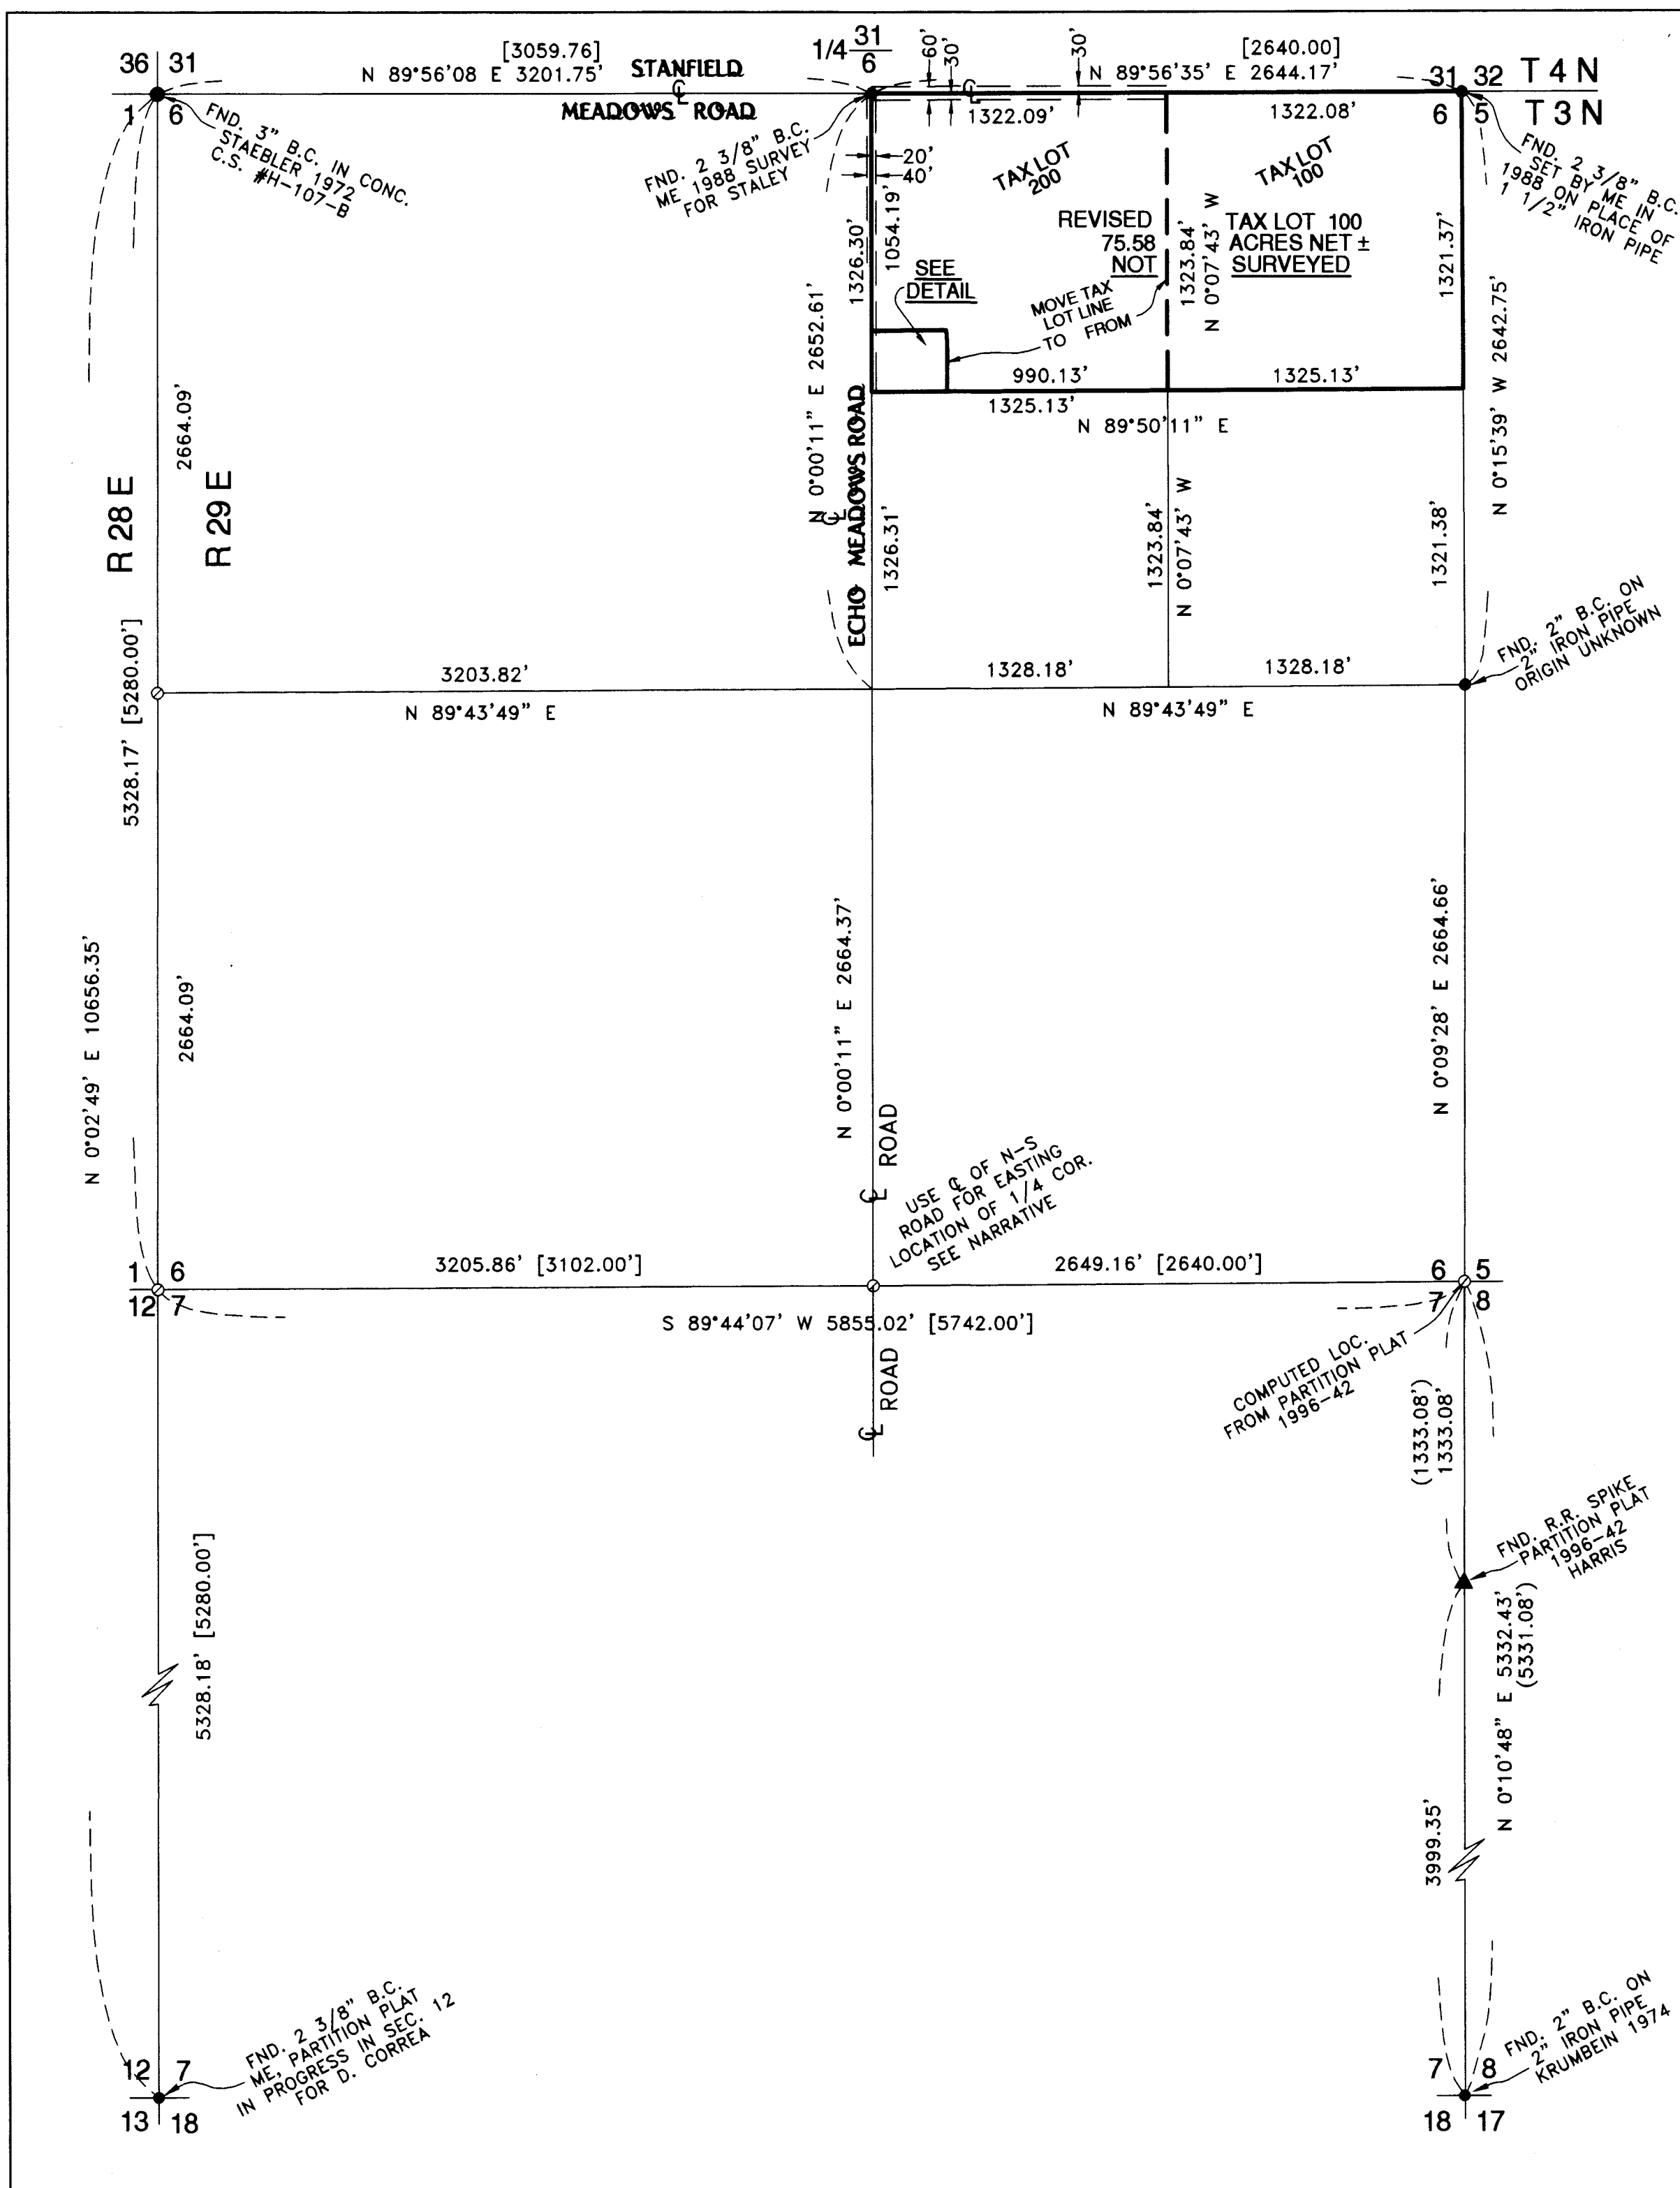 36 31
1 6
[3059.76]
N 89°56'08 E 3201.75'
STANFIELD
MEADOWS ROAD
℄
1/4 31
6
60'
30'
30'
℄
[2640.00]
N 89°56'35' E 2644.17'
31 32
6 5
T 4 N
T 3 N
1322.09'
1322.08'
FND. 3" B.C. IN CONC.
STAEBLER 1972
C.S. #H-107-B
FND. 2 3/8" B.C.
ME 1988 SURVEY
FOR STALEY
20'
40'
TAX LOT
200
TAX LOT
100
FND. 2 3/8" B.C.
SET BY ME IN
1988 ON PLACE OF
1 1/2" IRON PIPE
REVISED TAX LOT 100
75.58 ACRES NET ±
NOT SURVEYED
1326.30'
1054.19'
1323.84'
N 0°07'43' W
1321.37'
SEE
DETAIL
MOVE TAX
LOT LINE
TO FROM
N 0°00'11" E 2652.61'
N 0°15'39' W 2642.75'
990.13'
1325.13'
1325.13'
N 89°50'11" E
2664.09'
R 28 E
R 29 E
℄
ECHO MEADOWS ROAD
1326.31'
1323.84'
N 0°07'43' W
1321.38'
FND. 2" B.C. ON
2" IRON PIPE
ORIGIN UNKNOWN
5328.17' [5280.00']
3203.82'
N 89°43'49" E
1328.18'
1328.18'
N 89°43'49" E
N 0°02'49' E 10656.35'
2664.09'
N 0°00'11" E 2664.37'
N 0°09'28' E 2664.66'
℄ ROAD
USE ℄ OF N-S
ROAD FOR EASTING
LOCATION OF 1/4 COR.
SEE NARRATIVE
1 6
12 7
3205.86' [3102.00']
2649.16' [2640.00']
6 5
7 8
S 89°44'07' W 5855.02' [5742.00']
℄ ROAD
COMPUTED LOC.
FROM PARTITION PLAT
1996-42
(1333.08')
1333.08'
FND. R.R. SPIKE
PARTITION PLAT
1996-42
HARRIS
5328.18' [5280.00']
N 0°10'48" E 5332.43'
(5331.08')
3999.35'
FND. 2 3/8" B.C.
ME, PARTITION PLAT
IN PROGRESS IN SEC. 12
FOR D. CORREA
12 7
13 18
FND. 2" B.C. ON
2" IRON PIPE
KRUMBEIN 1974
7 8
18 17